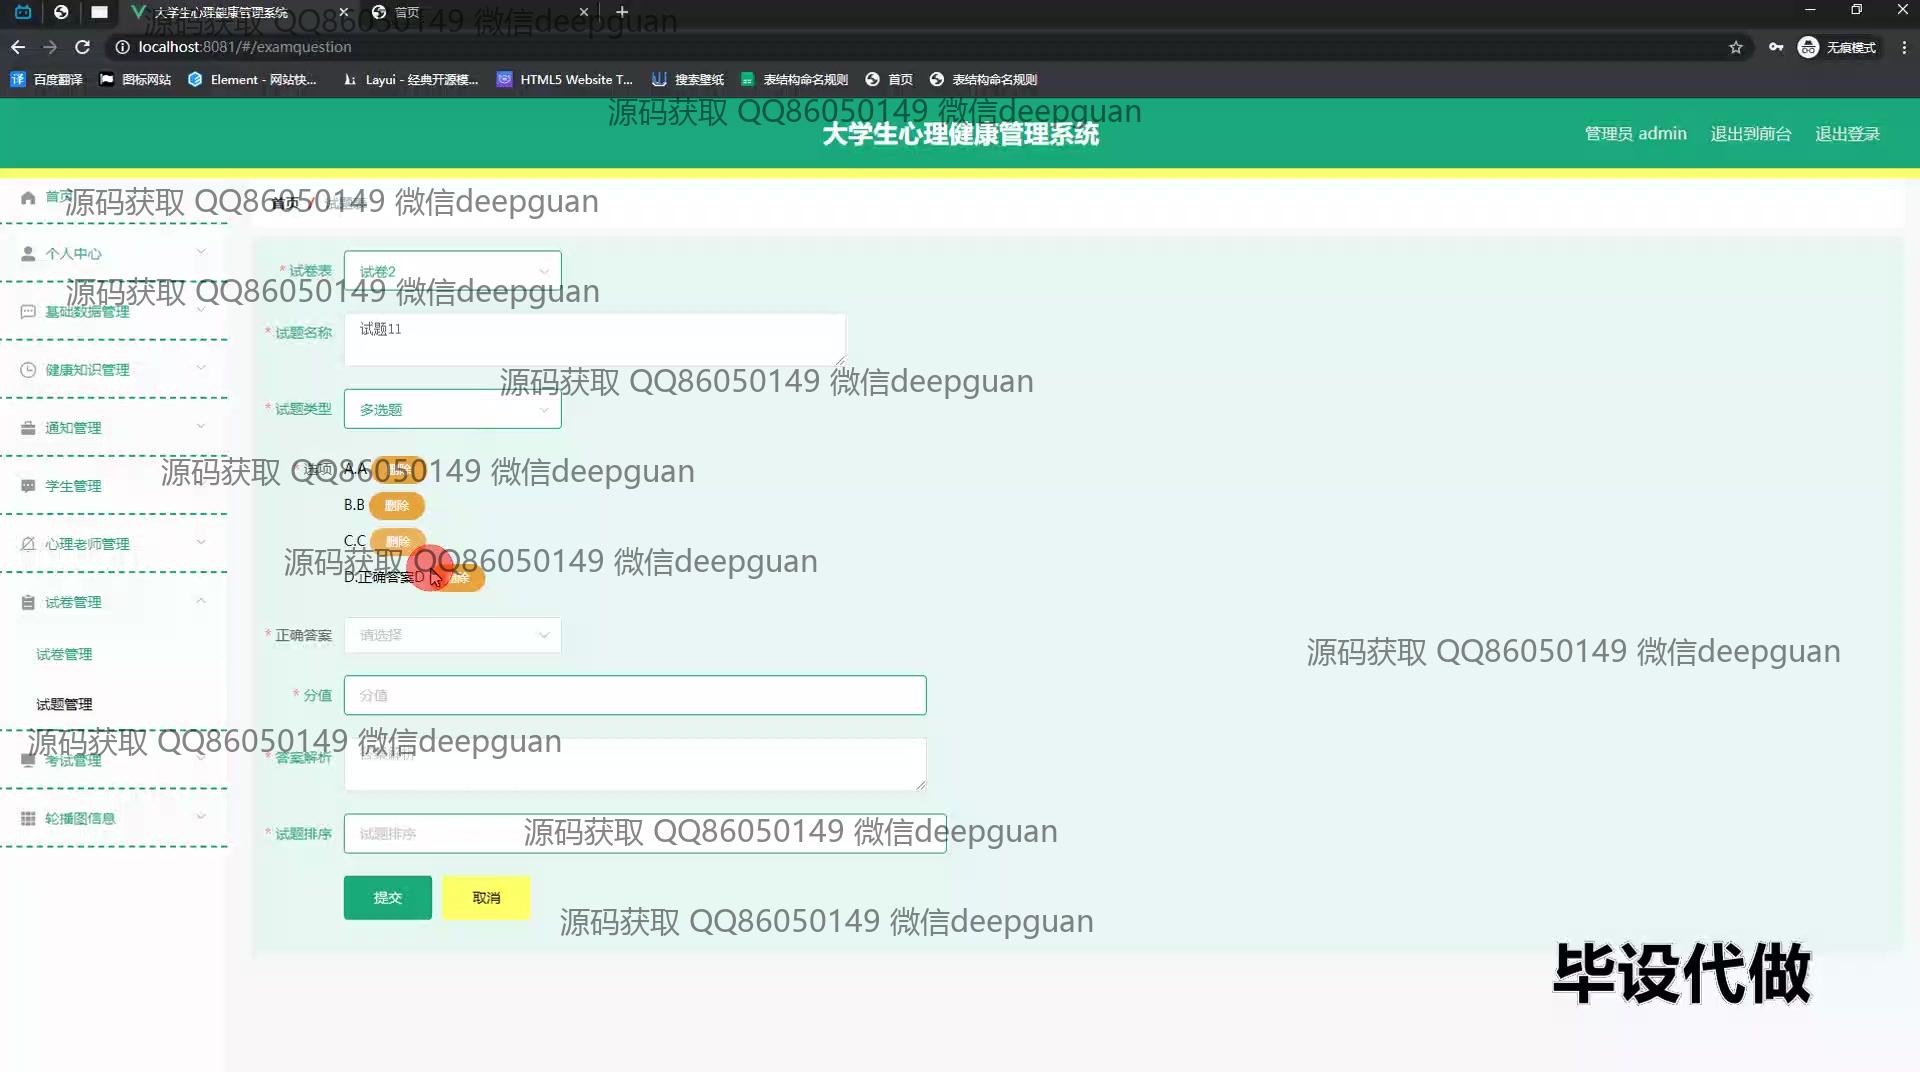 大学生心理健康管理系统
首页
localhost:8081/#/examquestion
无痕模式
百度翻译
图标网站
Element - 网站快...
Layui - 经典开源模...
HTML5 Website T...
搜索壁纸
表结构命名规则
首页
表结构命名规则
源码获取 QQ86050149 微信deepguan
源码获取 QQ86050149 微信deepguan
大学生心理健康管理系统
管理员 admin
退出到前台
退出登录
首页
源码获取 QQ86050149 微信deepguan
首页 / 试题表
个人中心
* 试卷表
试卷2
源码获取 QQ86050149 微信deepguan
基础数据管理
* 试题名称
试题11
健康知识管理
源码获取 QQ86050149 微信deepguan
* 试题类型
多选题
通知管理
* 选项
A.A 删除
源码获取 QQ86050149 微信deepguan
学生管理
B.B 删除
心理老师管理
C.C 删除
源码获取 QQ86050149 微信deepguan
D.正确答案D 删除
试卷管理
* 正确答案
请选择
试卷管理
源码获取 QQ86050149 微信deepguan
* 分值
分值
试题管理
源码获取 QQ86050149 微信deepguan
考试管理
* 答案解析
答案解析
轮播图信息
* 试题排序
试题排序
源码获取 QQ86050149 微信deepguan
提交
取消
源码获取 QQ86050149 微信deepguan
毕设代做